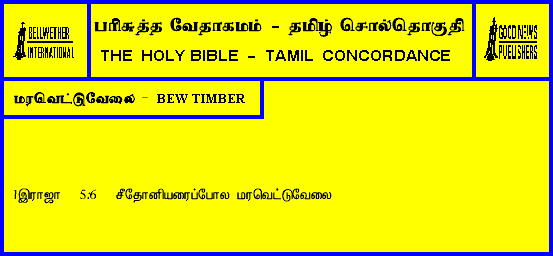 BELLWETHER
INTERNATIONAL
பரிசுத்த வேதாகமம் - தமிழ் சொல்தொகுதி
THE HOLY BIBLE - TAMIL CONCORDANCE
GOOD NEWS
PUBLISHERS
மரவெட்டுவேலை - BEW TIMBER
1இராஜா 5:6 சீதோனியரைப்போல மரவெட்டுவேலை